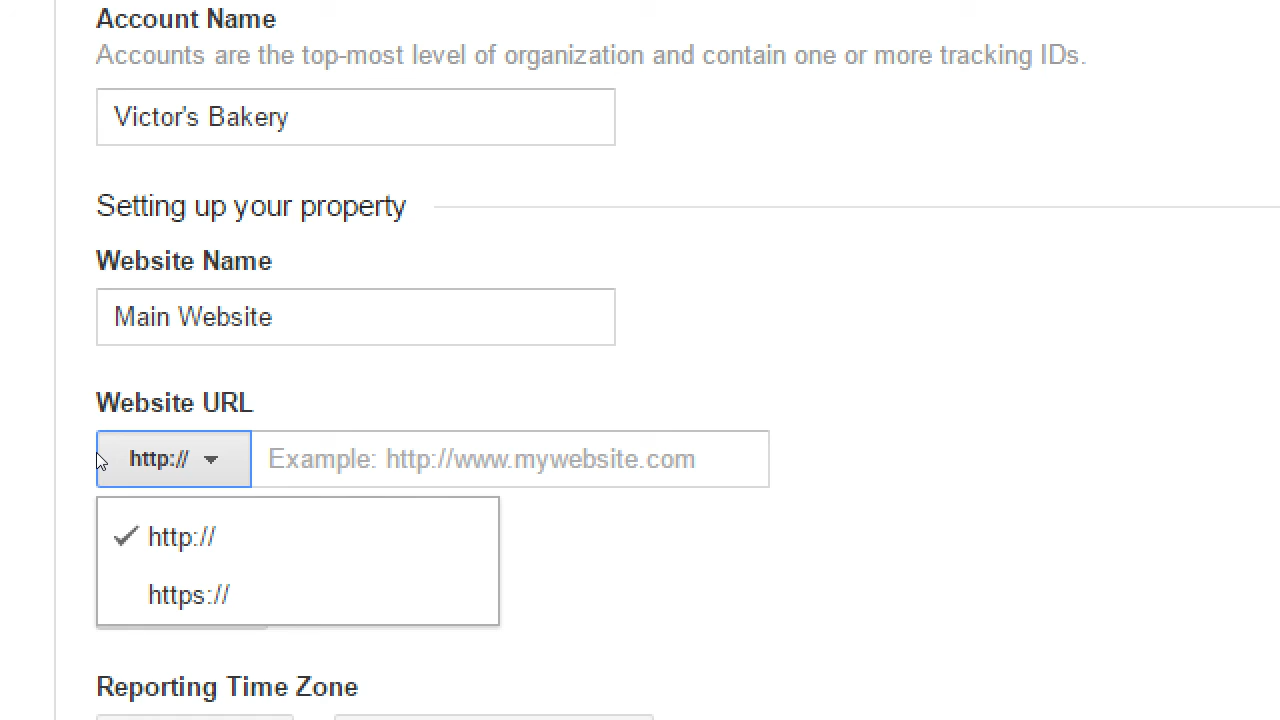 Account Name
Accounts are the top-most level of organization and contain one or more tracking IDs.
Victor's Bakery
Setting up your property
Website Name
Main Website
Website URL
http:// Example: http://www.mywebsite.com
http://
https://
Reporting Time Zone